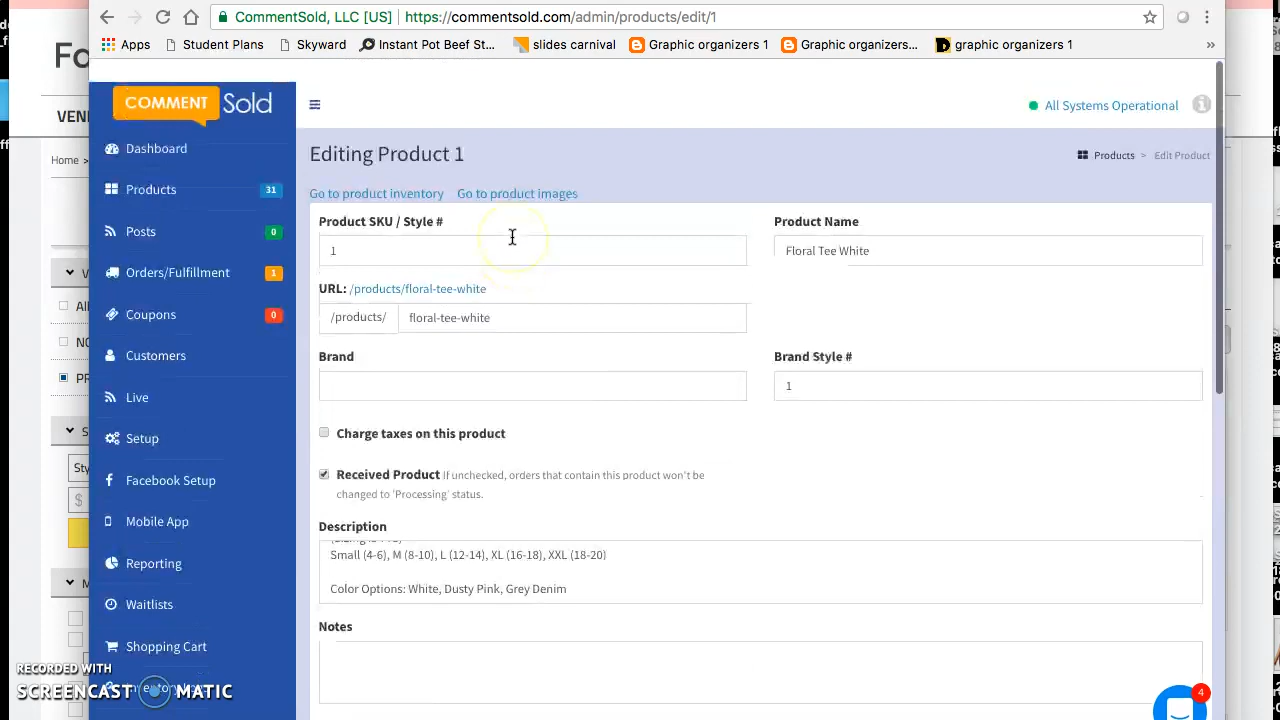 CommentSold, LLC [US] https://commentsold.com/admin/products/edit/1
Apps Student Plans Skyward Instant Pot Beef St... slides carnival Graphic organizers 1 Graphic organizers... graphic organizers 1 »
Fo
VEN
Home >
All
NO
PR
S
Sty
$
COMMENT Sold
All Systems Operational
Dashboard
Products 31
Posts 0
Orders/Fulfillment 1
Coupons 0
Customers
Live
Setup
Facebook Setup
Mobile App
Reporting
Waitlists
Shopping Cart
Editing Product 1
Products > Edit Product
Go to product inventory Go to product images
Product SKU / Style # Product Name
1 Floral Tee White
URL: /products/floral-tee-white
/products/ floral-tee-white
Brand Brand Style #
1
Charge taxes on this product
Received Product If unchecked, orders that contain this product won't be
changed to 'Processing' status.
Description
Small (4-6), M (8-10), L (12-14), XL (16-18), XXL (18-20)
Color Options: White, Dusty Pink, Grey Denim
Notes
4
RECORDED WITH
SCREENCAST MATIC